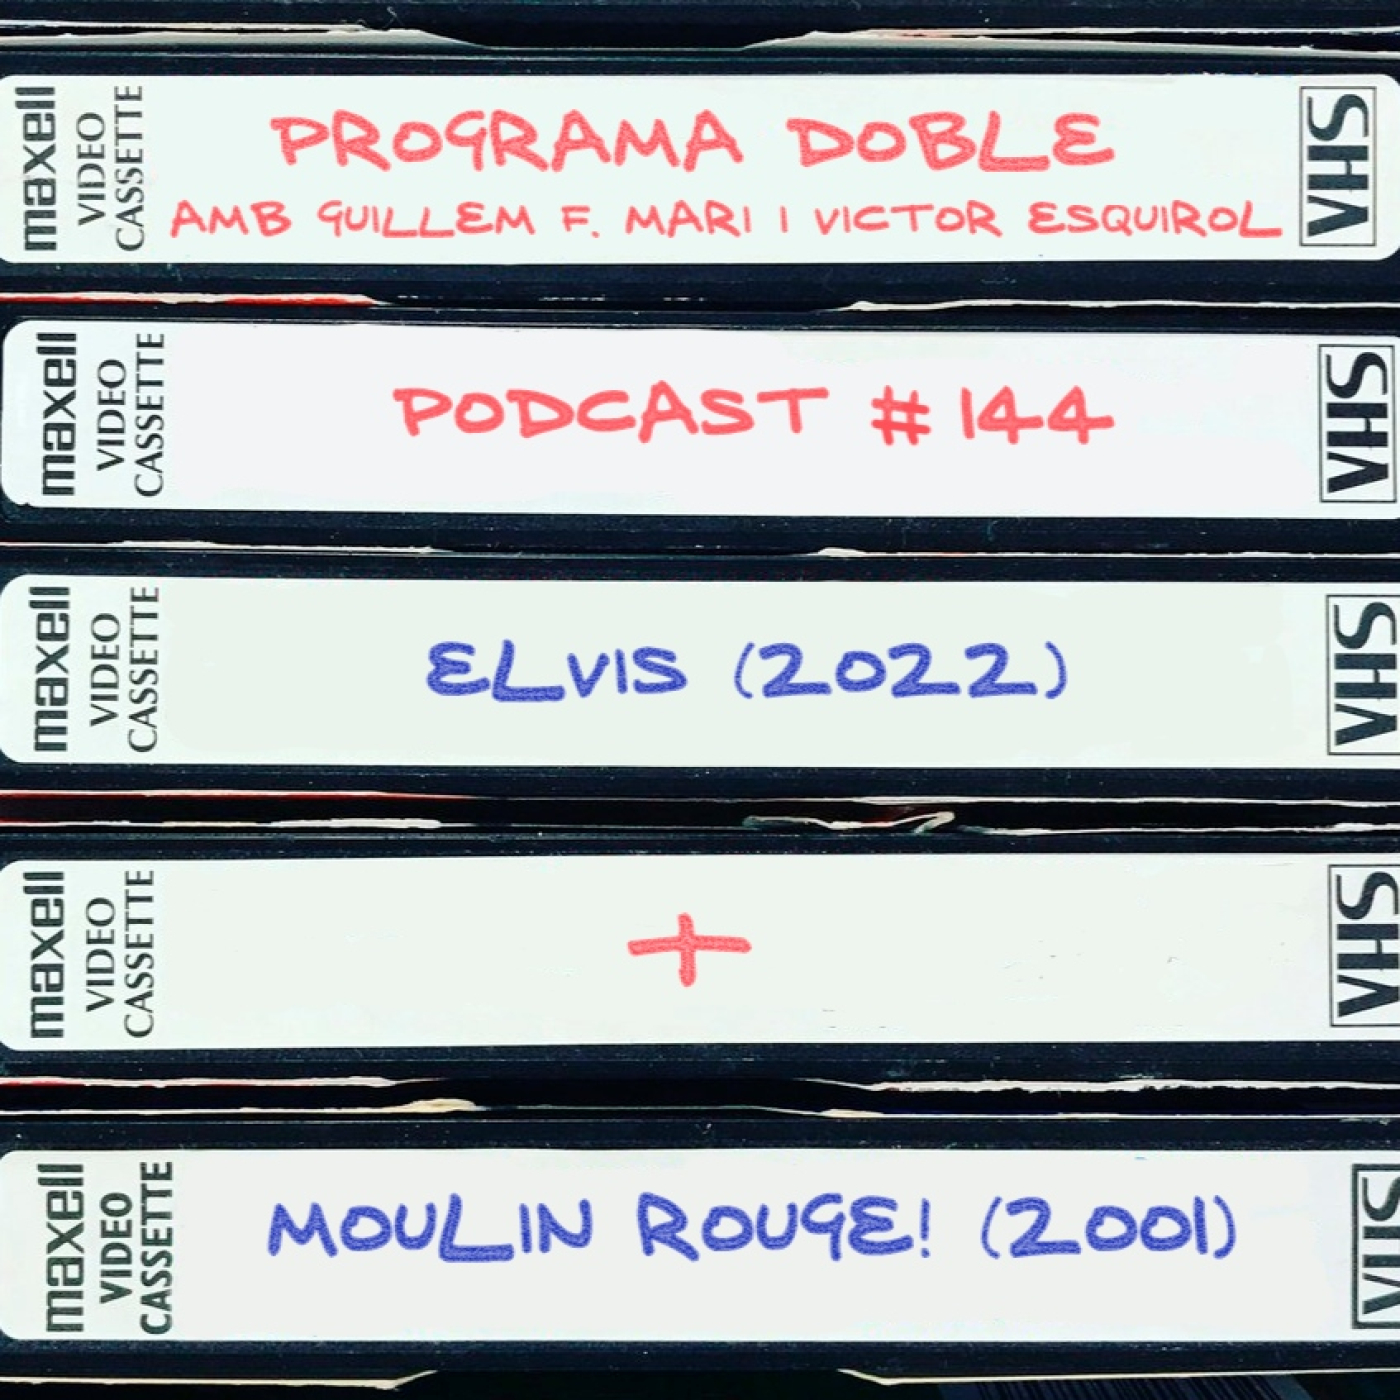 maxell
VIDEO
CASSETTE
PROGRAMA DOBLE
AMB GUILLEM F. MARI I VICTOR ESQUIROL
VHS
maxell
VIDEO
CASSETTE
PODCAST #144
VHS
maxell
VIDEO
CASSETTE
ELVIS (2022)
VHS
maxell
VIDEO
CASSETTE
+
VHS
maxell
VIDEO
CASSETTE
MOULIN ROUGE! (2001)
VHS